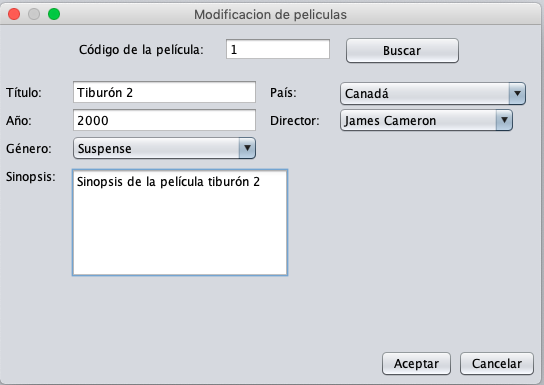 Modificacion de peliculas
Código de la película: 1 Buscar
Título: Tiburón 2 País: Canadá
Año: 2000 Director: James Cameron
Género: Suspense
Sinopsis: Sinopsis de la película tiburón 2
Aceptar Cancelar